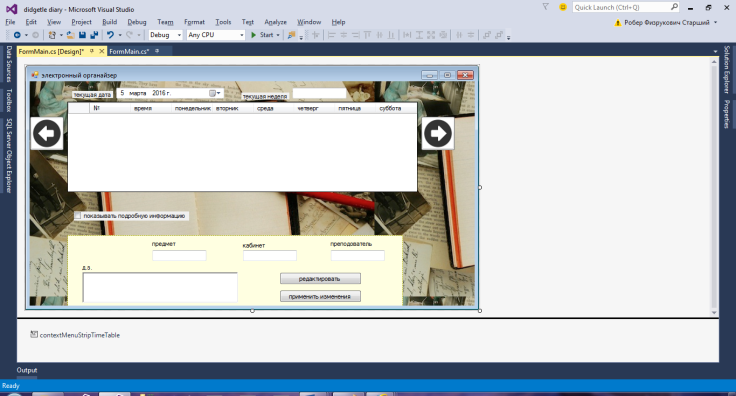 didgetle diary - Microsoft Visual Studio
Quick Launch (Ctrl+Q)
File Edit View Project Build Debug Team Format Tools Test Analyze Window Help
Робер Физрукович Старший
Debug Any CPU Start
FormMain.cs [Design]* FormMain.cs*
Data Sources
Toolbox
SQL Server Object Explorer
Solution Explorer
Properties
электронный органайзер
текущая дата 5 марта 2016 г. текущая неделя
№ время понедельник вторник среда четверг пятница суббота
показывать подробную информацию
предмет кабинет преподователь
д.з.
редактировать
применить изменения
contextMenuStripTimeTable
Output
Ready